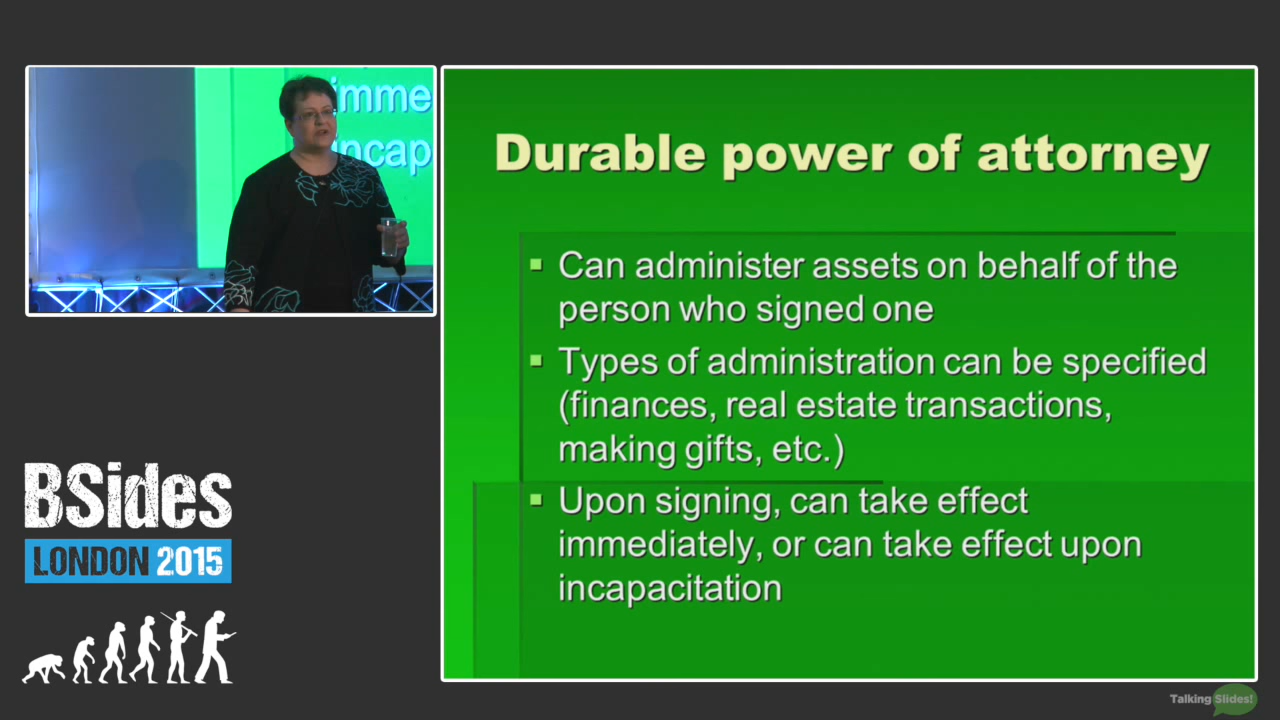 imme
incap
Durable power of attorney
Can administer assets on behalf of the
person who signed one
Types of administration can be specified
(finances, real estate transactions,
making gifts, etc.)
Upon signing, can take effect
immediately, or can take effect upon
incapacitation
BSides
LONDON 2015
Talking Slides!